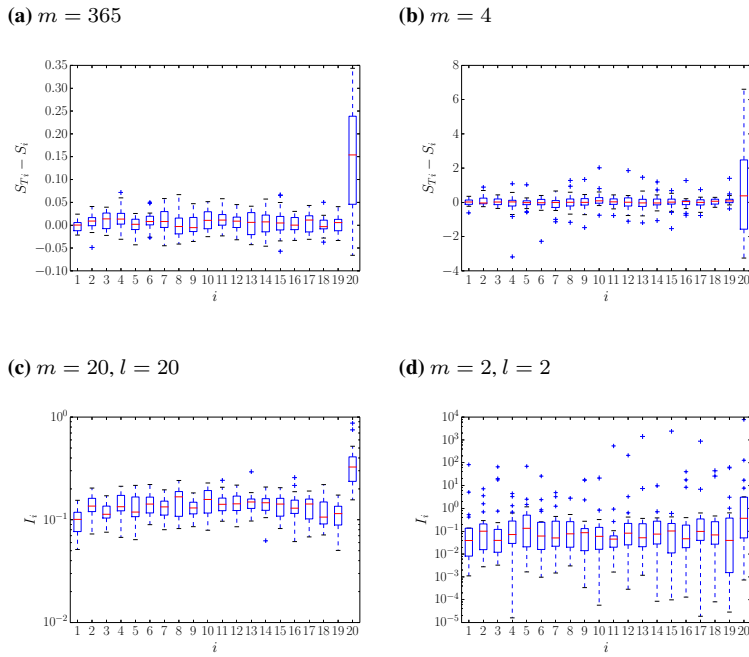 (a) m = 365
(b) m = 4
0.35
0.30
0.25
0.20
0.15
0.10
0.05
0.00
−0.05
−0.10
S_{Ti} − S_i
1 2 3 4 5 6 7 8 9 10 11 12 13 14 15 16 17 18 19 20
i
8
6
4
2
0
−2
−4
S_{Ti} − S_i
1 2 3 4 5 6 7 8 9 10 11 12 13 14 15 16 17 18 19 20
i
(c) m = 20, l = 20
(d) m = 2, l = 2
10^0
10^{-1}
10^{-2}
I_i
1 2 3 4 5 6 7 8 9 10 11 12 13 14 15 16 17 18 19 20
i
10^4
10^3
10^2
10^1
10^0
10^{-1}
10^{-2}
10^{-3}
10^{-4}
10^{-5}
I_i
1 2 3 4 5 6 7 8 9 10 11 12 13 14 15 16 17 18 19 20
i